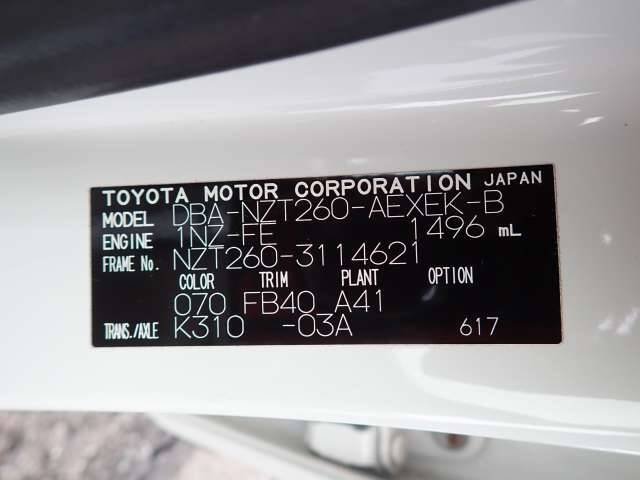 TOYOTA MOTOR CORPORATION JAPAN
MODEL DBA-NZT260-AEXEK-B
ENGINE 1NZ-FE 1496 mL
FRAME No. NZT260-3114621
COLOR TRIM PLANT OPTION
070 FB40 A41
TRANS./AXLE K310 -03A 617